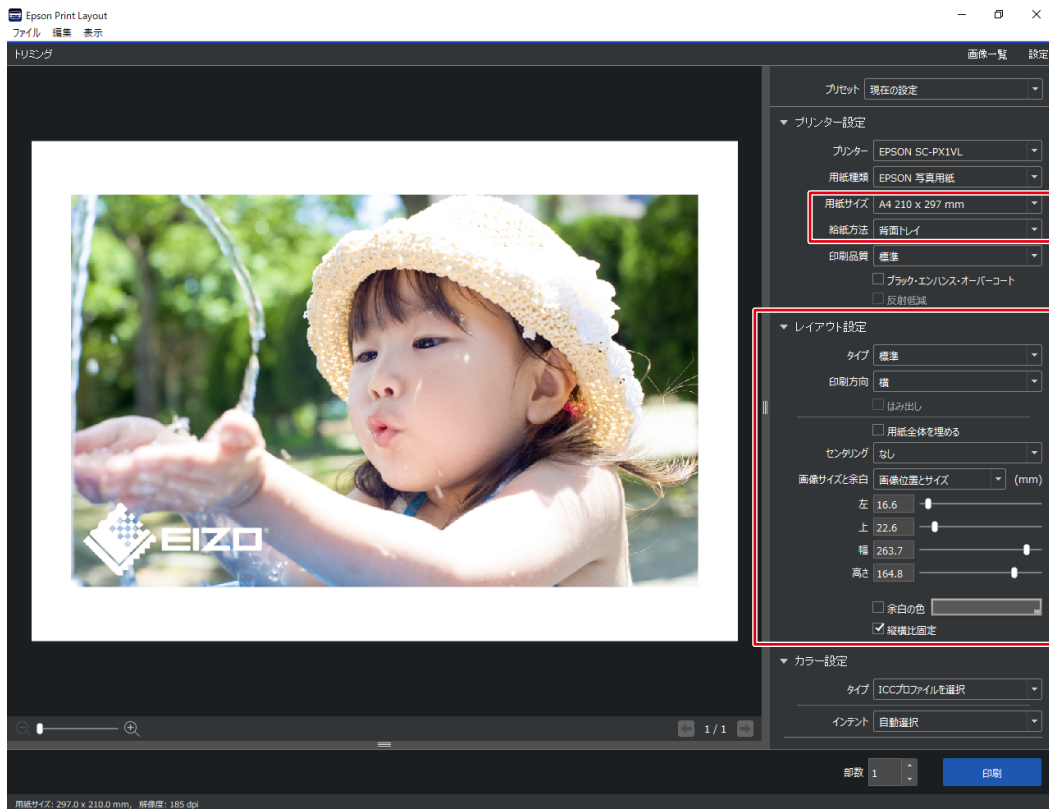 Epson Print Layout
ファイル 編集 表示
トリミング 画像一覧 設定
プリセット 現在の設定
プリンター設定
プリンター EPSON SC-PX1VL
用紙種類 EPSON 写真用紙
用紙サイズ A4 210 x 297 mm
給紙方法 背面トレイ
印刷品質 標準
ブラック・エンハンス・オーバーコート
反射低減
レイアウト設定
タイプ 標準
印刷方向 横
はみ出し
用紙全体を埋める
センタリング なし
画像サイズと余白 画像位置とサイズ (mm)
左 16.6
上 22.6
幅 263.7
高さ 164.8
余白の色
縦横比固定
EIZO
カラー設定
タイプ ICCプロファイルを選択
インテント 自動選択
1 / 1
部数 1 印刷
用紙サイズ: 297.0 x 210.0 mm, 解像度: 185 dpi